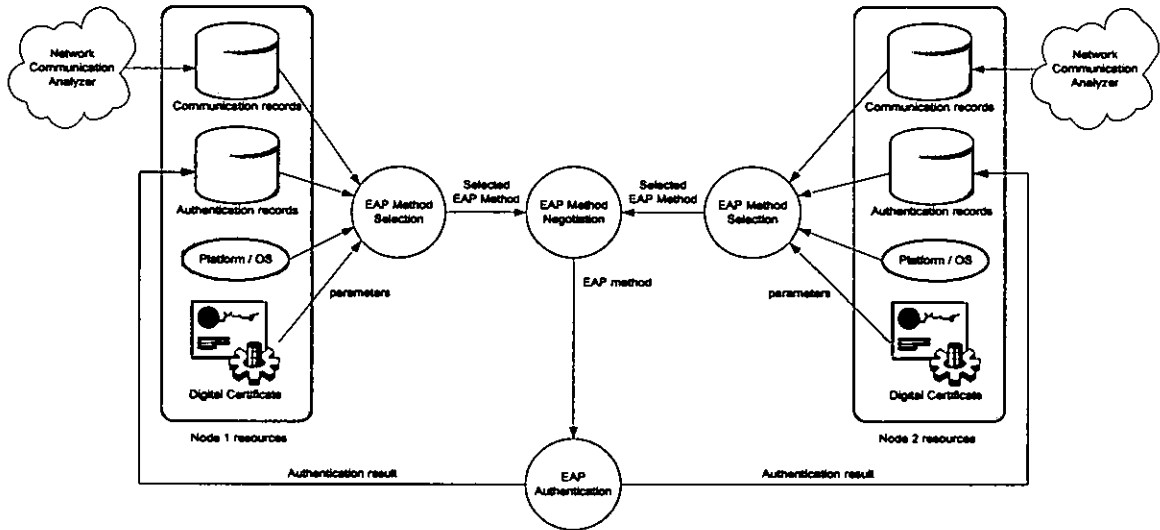 Network
Communication
Analyzer
Communication records
Authentication records
Platform / OS
Digital Certificate
Node 1 resources
parameters
EAP Method
Selection
Selected
EAP Method
EAP Method
Negotiation
EAP method
Selected
EAP Method
EAP Method
Selection
parameters
Network
Communication
Analyzer
Communication records
Authentication records
Platform / OS
Digital Certificate
Node 2 resources
Authentication result
EAP
Authentication
Authentication result